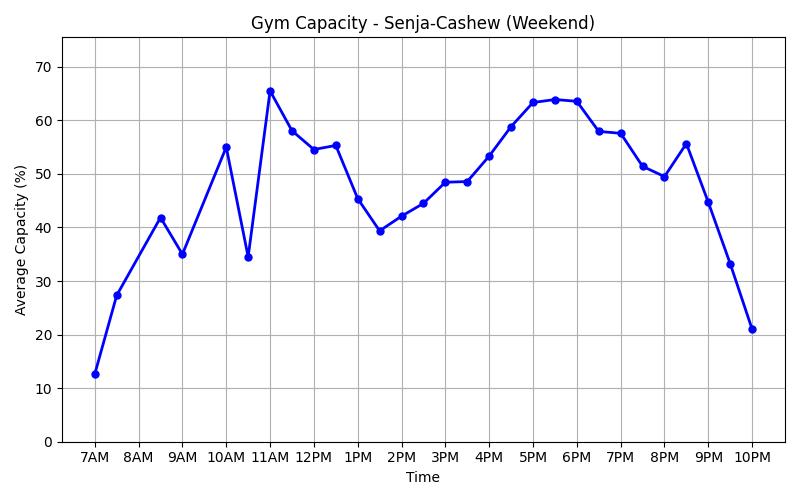 Gym Capacity - Senja-Cashew (Weekend)
Average Capacity (%)
70
60
50
40
30
20
10
0
7AM 8AM 9AM 10AM 11AM 12PM 1PM 2PM 3PM 4PM 5PM 6PM 7PM 8PM 9PM 10PM
Time